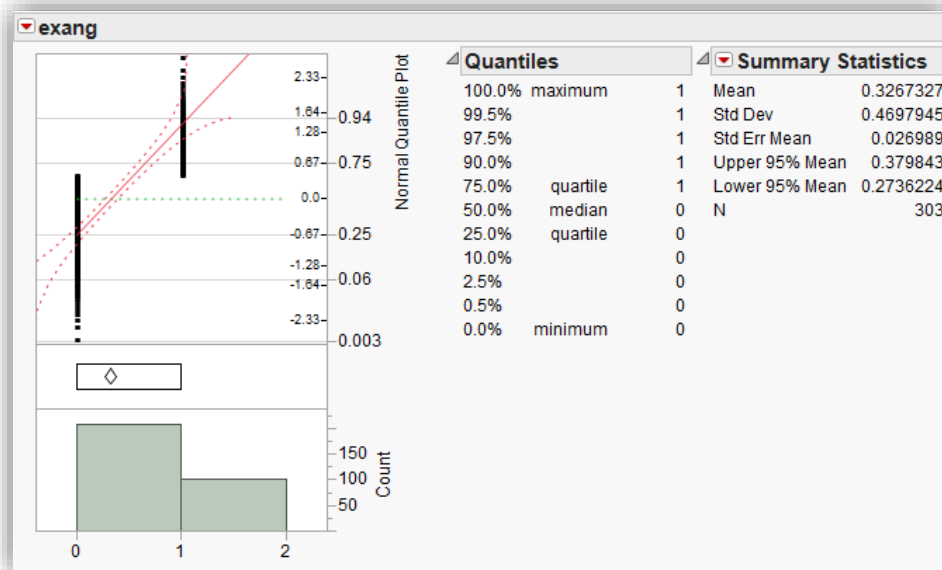 exang
2.33
1.64
1.28
0.67
0.0
-0.67
-1.28
-1.64
-2.33
0.94
0.75
0.25
0.06
0.003
Normal Quantile Plot
150
100
50
Count
0 1 2
Quantiles
100.0% maximum 1
99.5% 1
97.5% 1
90.0% 1
75.0% quartile 1
50.0% median 0
25.0% quartile 0
10.0% 0
2.5% 0
0.5% 0
0.0% minimum 0
Summary Statistics
Mean 0.3267327
Std Dev 0.4697945
Std Err Mean 0.026989
Upper 95% Mean 0.379843
Lower 95% Mean 0.2736224
N 303